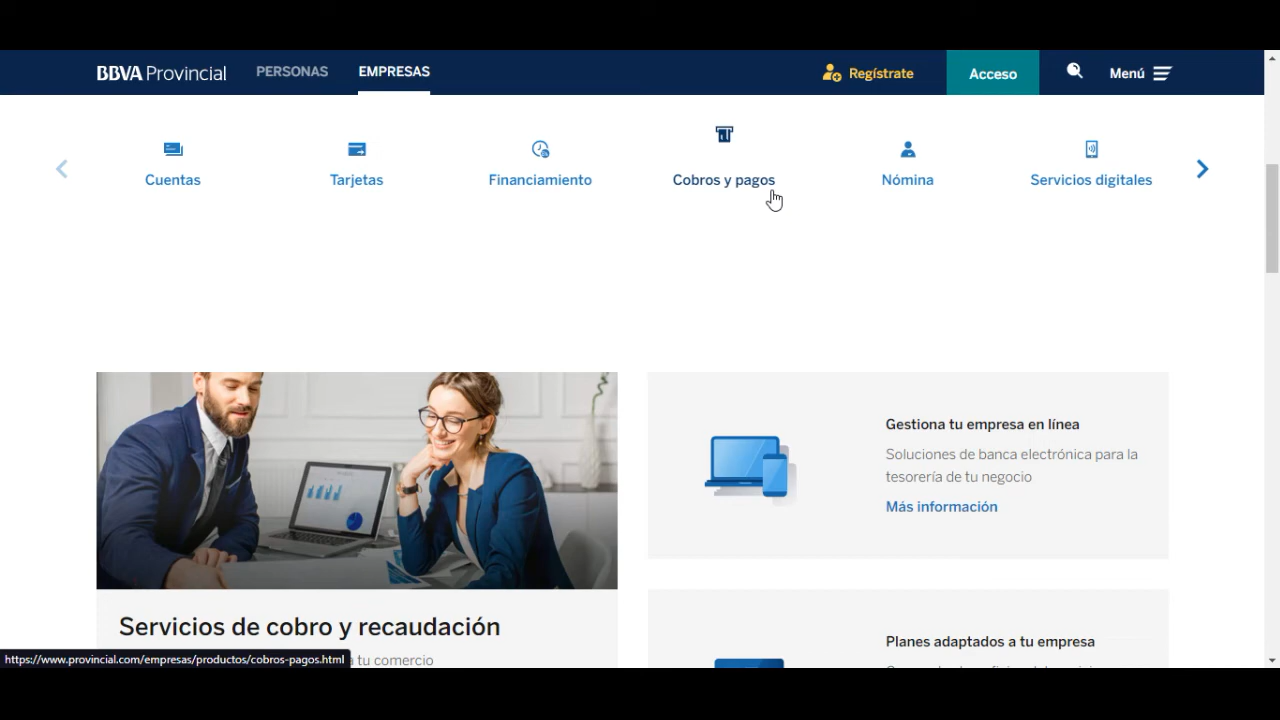 BBVA Provincial PERSONAS EMPRESAS Regístrate Acceso Menú
Cuentas Tarjetas Financiamiento Cobros y pagos Nómina Servicios digitales
Gestiona tu empresa en línea
Soluciones de banca electrónica para la
tesorería de tu negocio
Más información
Servicios de cobro y recaudación
a tu comercio
Planes adaptados a tu empresa
https://www.provincial.com/empresas/productos/cobros-pagos.html